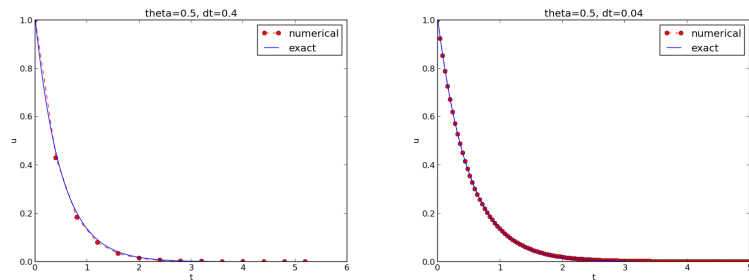 theta=0.5, dt=0.4
1.0
0.8
0.6
0.4
0.2
0.0
u
0 1 2 3 4 5 6
t
numerical
exact
theta=0.5, dt=0.04
1.0
0.8
0.6
0.4
0.2
0.0
u
0 1 2 3 4 5
t
numerical
exact